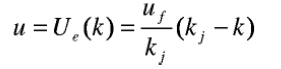 u = U_e(k) = \frac{u_f}{k_j}(k_j - k)